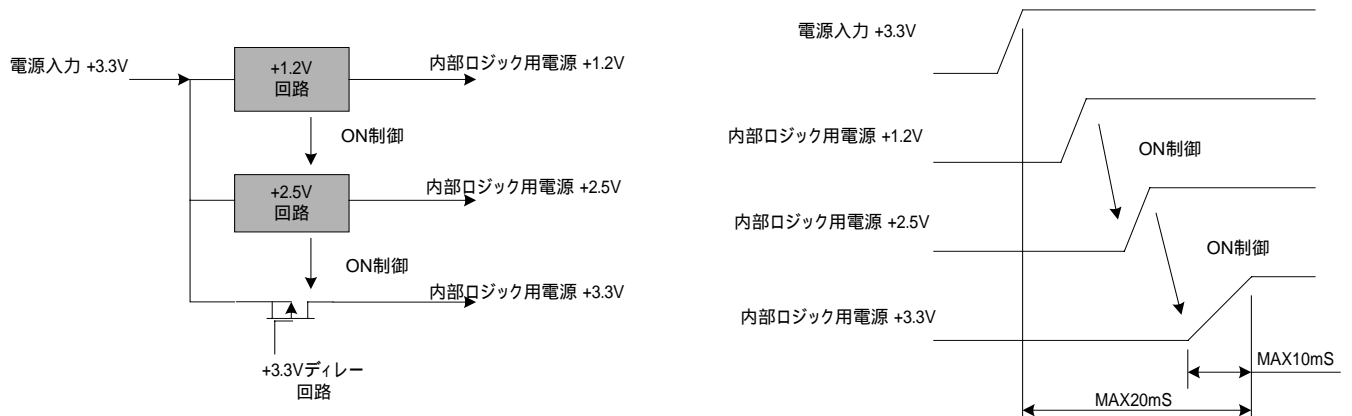 電源入力 +3.3V
+1.2V
回路
内部ロジック用電源 +1.2V
ON制御
+2.5V
回路
内部ロジック用電源 +2.5V
ON制御
内部ロジック用電源 +3.3V
+3.3Vディレー
回路
電源入力 +3.3V
内部ロジック用電源 +1.2V
ON制御
内部ロジック用電源 +2.5V
ON制御
内部ロジック用電源 +3.3V
MAX10mS
MAX20mS